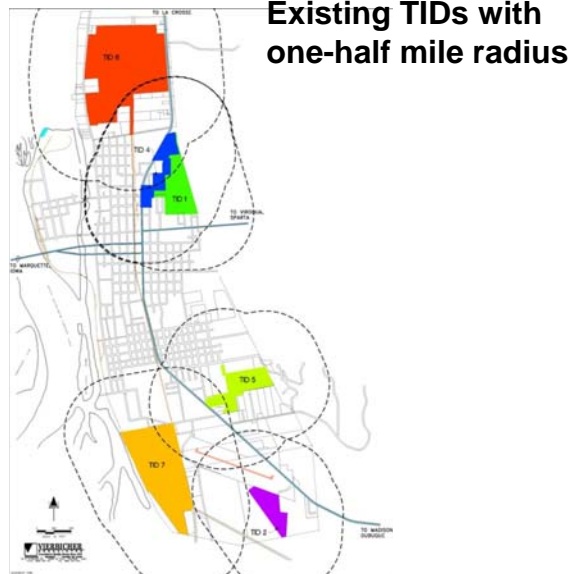 Existing TIDs with
one-half mile radius
TO LA CROSSE
TID 6
TID 4
TID 1
TO VIROQUA,
SPARTA
TO MARQUETTE,
IOWA
TID 5
TID 7
TID 2
TO MADISON
DUBUQUE
VIERBICHER